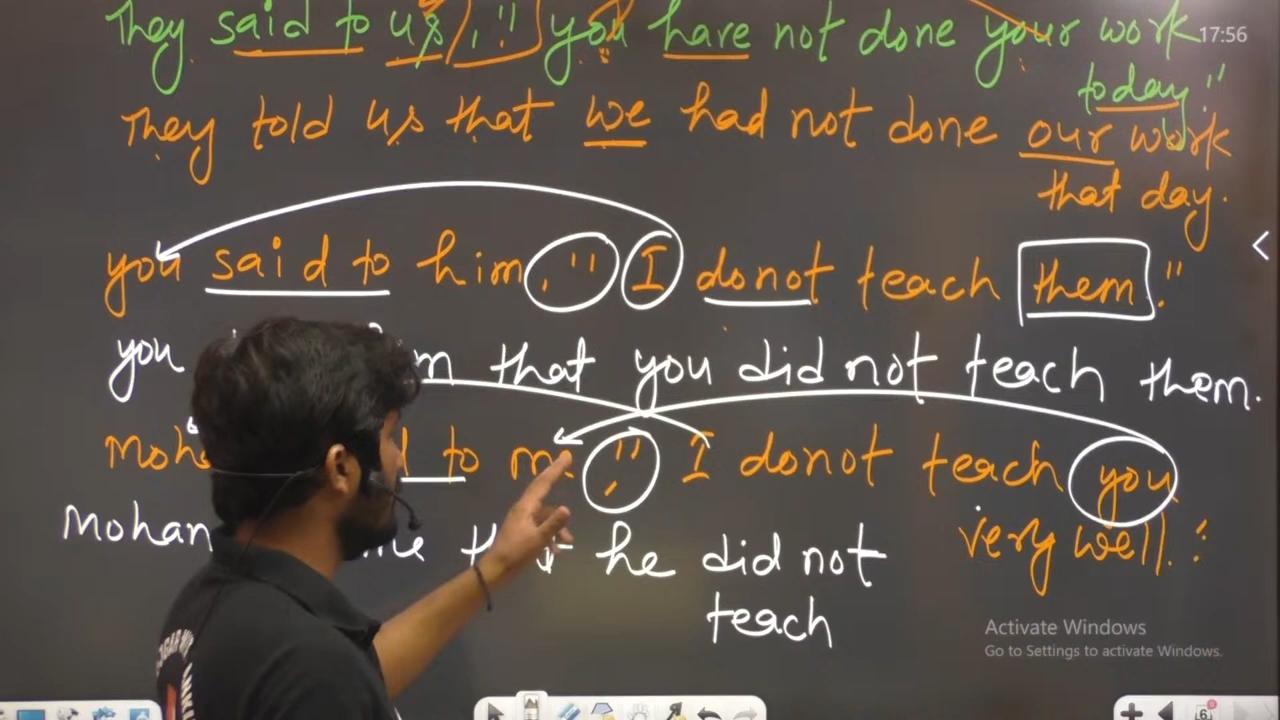 They said to us, " you have not done your work
17:56
today."
They told us that we had not done our work
that day.
you said to him, " I donot teach them."
you that you did not teach them.
to I donot teach you
very well."
Mohan he did not
teach
Activate Windows
Go to Settings to activate Windows.
6